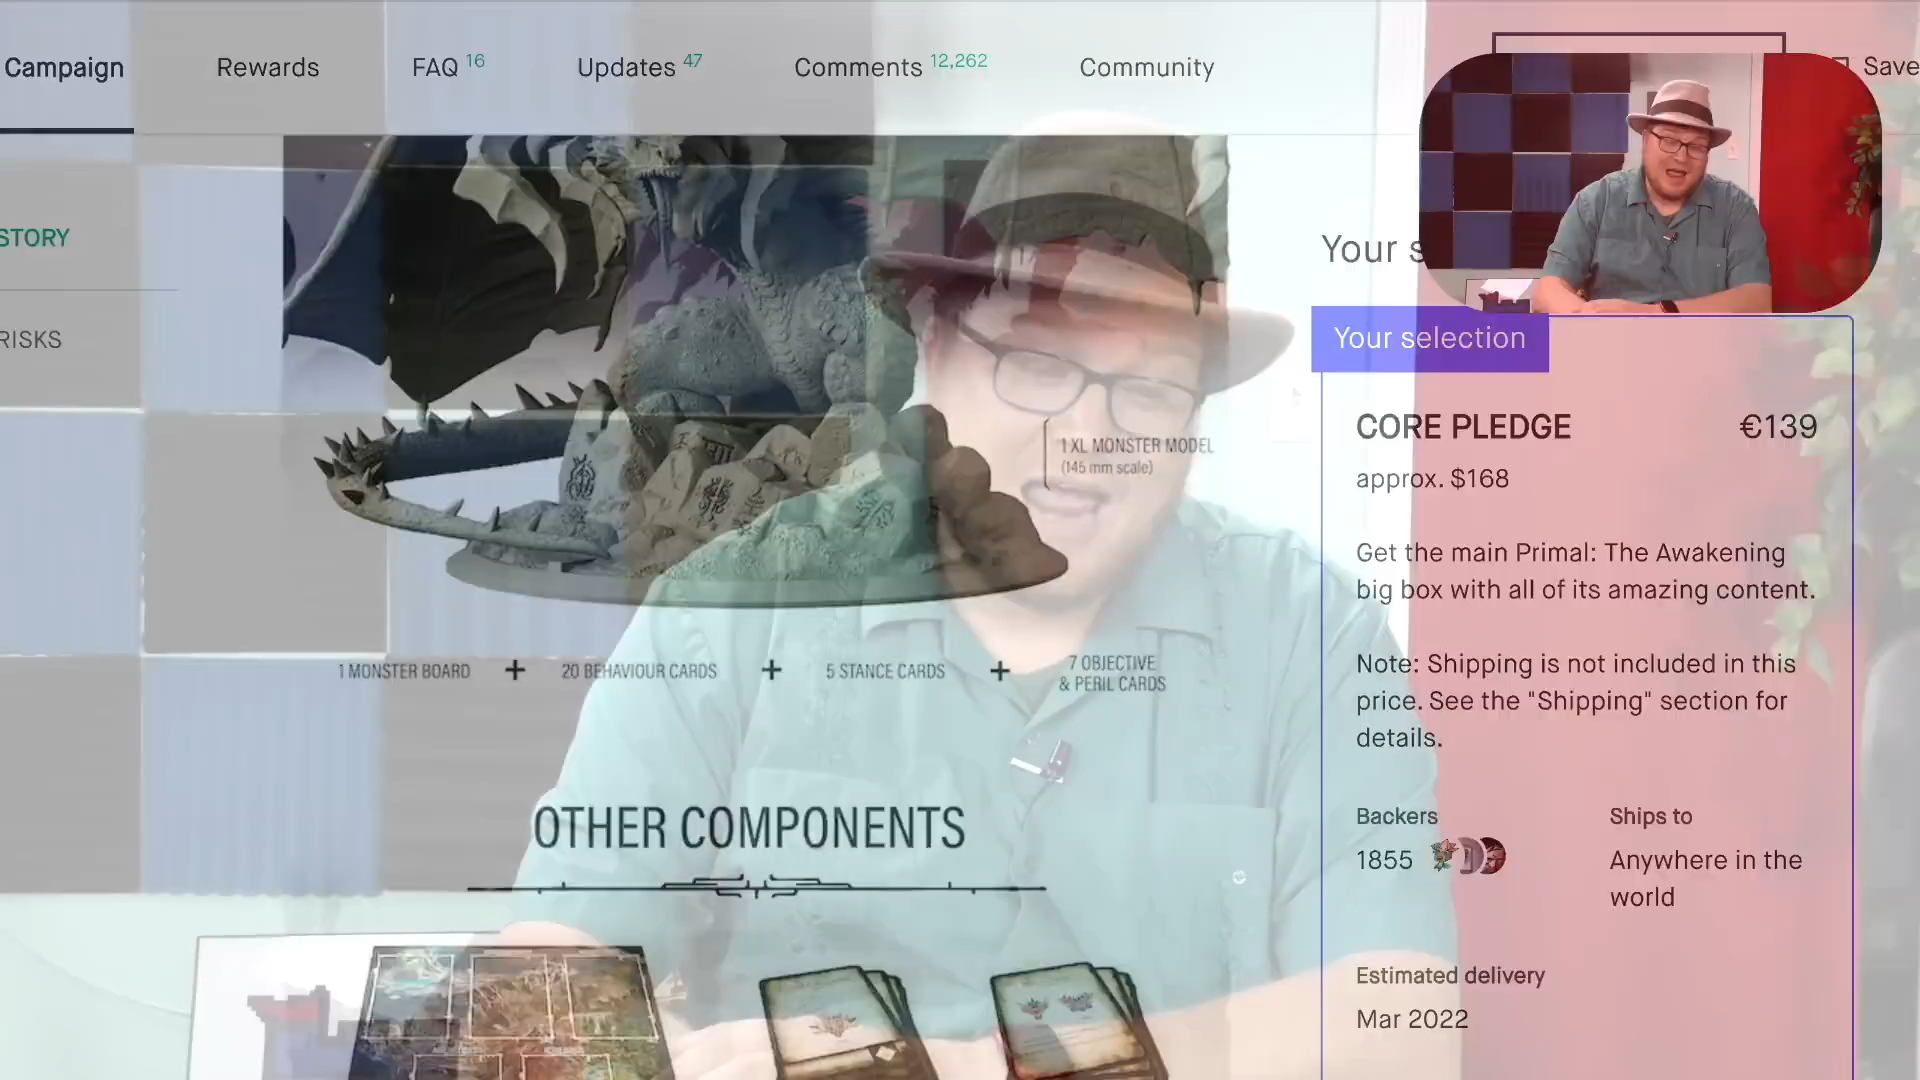 Campaign
Rewards
FAQ 16
Updates 47
Comments 12,262
Community
Save
STORY
RISKS
1 XL MONSTER MODEL
(145 mm scale)
1 MONSTER BOARD + 20 BEHAVIOUR CARDS + 5 STANCE CARDS + 7 OBJECTIVE
& PERIL CARDS
OTHER COMPONENTS
Your s
Your selection
CORE PLEDGE €139
approx. $168
Get the main Primal: The Awakening
big box with all of its amazing content.
Note: Shipping is not included in this
price. See the "Shipping" section for
details.
Backers
1855
Ships to
Anywhere in the
world
Estimated delivery
Mar 2022